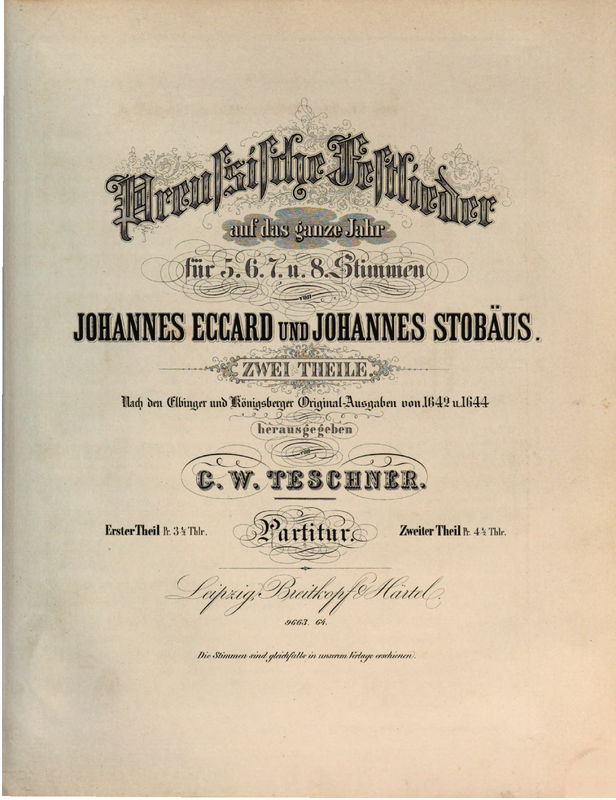 Preussische Festlieder
auf das ganze Jahr
für 5. 6. 7. u. 8. Stimmen
von
JOHANNES ECCARD UND JOHANNES STOBÄUS.
ZWEI THEILE.
Nach den Elbinger und Königsberger Original-Ausgaben von 1642 u. 1644
herausgegeben
von
G. W. TESCHNER.
Erster Theil Pr. 3 ½ Thlr. Partitur. Zweiter Theil Pr. 4 ½ Thlr.
Leipzig, Breitkopf & Härtel.
9663. 64.
Die Stimmen sind gleichfalls in unserem Verlage erschienen.